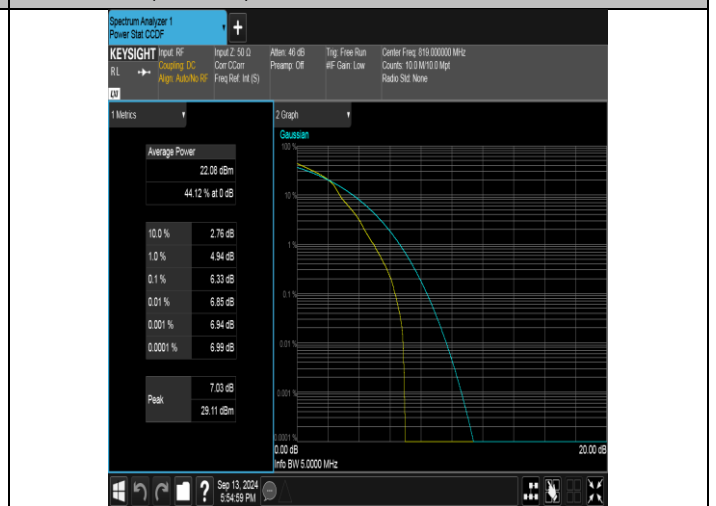 Spectrum Analyzer 1
Power Stat CCDF
+
KEYSIGHT Input: RF Input Z: 50 Ω Atten: 46 dB Trig: Free Run Center Freq: 819.000000 MHz
RL Coupling: DC Corr CCorr Preamp: Off #IF Gain: Low Counts: 10.0 M/10.0 Mpt
Align: Auto/No RF Freq Ref: Int (S) Radio Std: None
1 Metrics
Average Power
22.08 dBm
44.12 % at 0 dB
10.0 % 2.76 dB
1.0 % 4.94 dB
0.1 % 6.33 dB
0.01 % 6.85 dB
0.001 % 6.94 dB
0.0001 % 6.99 dB
Peak 7.03 dB
29.11 dBm
2 Graph
Gaussian
100 %
10 %
1 %
0.1 %
0.01 %
0.001 %
0.0001 %
0.00 dB 20.00 dB
Info BW 5.0000 MHz
? Sep 13, 2024
5:54:59 PM